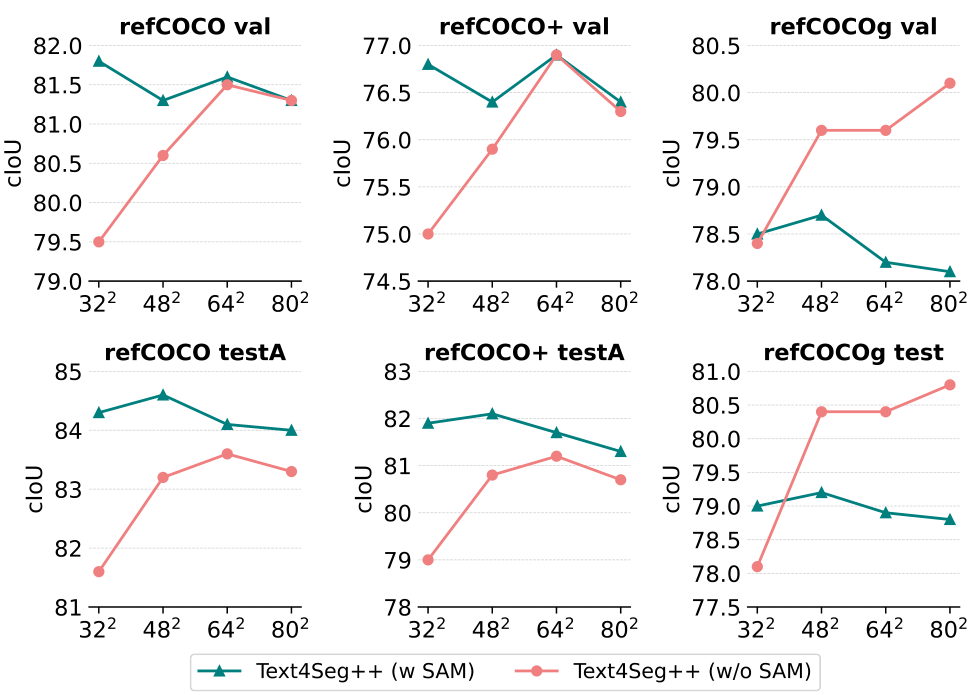 refCOCO val
82.0
81.5
81.0
80.5
80.0
79.5
79.0
cIoU
32² 48² 64² 80²
refCOCO+ val
77.0
76.5
76.0
75.5
75.0
74.5
cIoU
32² 48² 64² 80²
refCOCOg val
80.5
80.0
79.5
79.0
78.5
78.0
cIoU
32² 48² 64² 80²
refCOCO testA
85
84
83
82
81
cIoU
32² 48² 64² 80²
refCOCO+ testA
83
82
81
80
79
78
cIoU
32² 48² 64² 80²
refCOCOg test
81.0
80.5
80.0
79.5
79.0
78.5
78.0
77.5
cIoU
32² 48² 64² 80²
Text4Seg++ (w SAM) Text4Seg++ (w/o SAM)